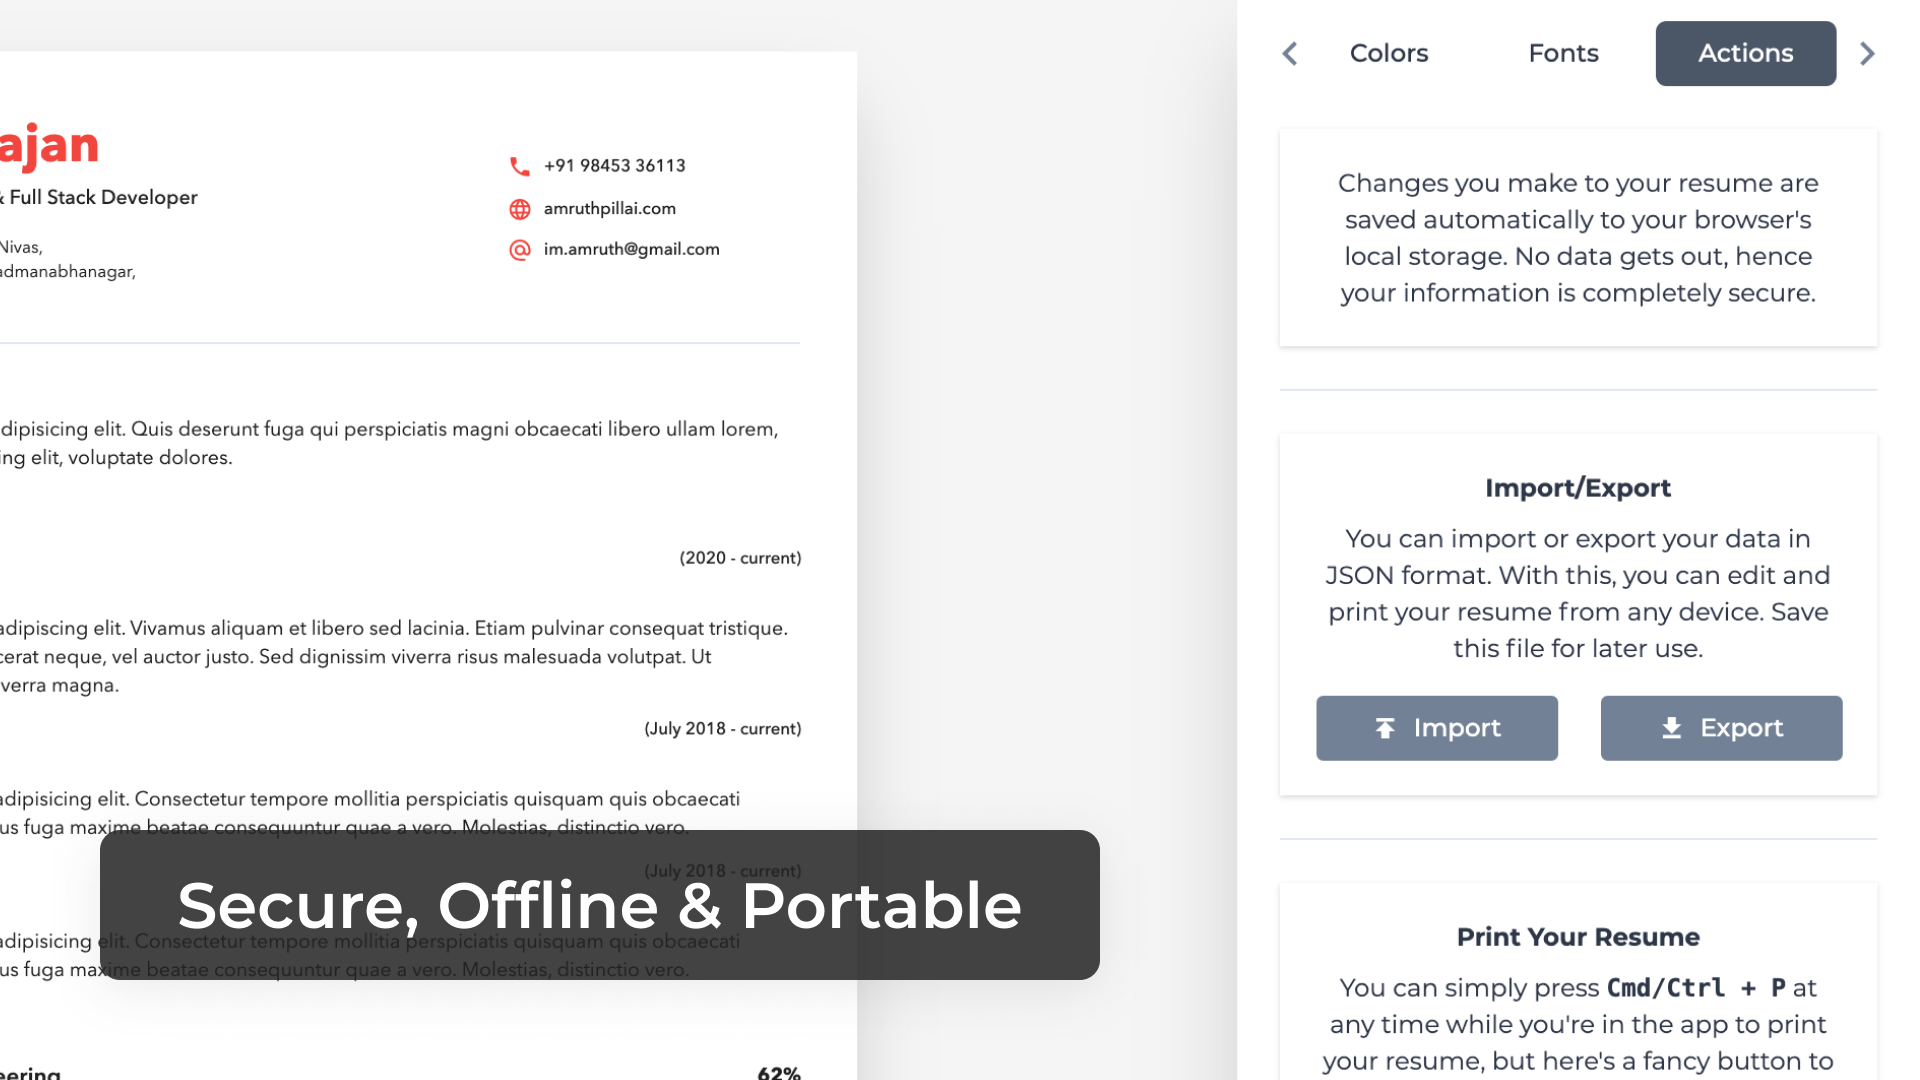 ajan
& Full Stack Developer
Nivas,
admanabhanagar,
+91 98453 36113
amruthpillai.com
im.amruth@gmail.com
dipisicing elit. Quis deserunt fuga qui perspiciatis magni obcaecati libero ullam lorem,
ing elit, voluptate dolores.
(2020 - current)
adipiscing elit. Vivamus aliquam et libero sed lacinia. Etiam pulvinar consequat tristique.
cerat neque, vel auctor justo. Sed dignissim viverra risus malesuada volutpat. Ut
verra magna.
(July 2018 - current)
adipisicing elit. Consectetur tempore mollitia perspiciatis quisquam quis obcaecati
us fuga maxime beatae consequuntur quae a vero. Molestias, distinctio vero.
(July 2018 - current)
adipisicing elit. Consectetur tempore mollitia perspiciatis quisquam quis obcaecati
us fuga maxime beatae consequuntur quae a vero. Molestias, distinctio vero.
eering
62%
Secure, Offline & Portable
Colors
Fonts
Actions
Changes you make to your resume are
saved automatically to your browser's
local storage. No data gets out, hence
your information is completely secure.
Import/Export
You can import or export your data in
JSON format. With this, you can edit and
print your resume from any device. Save
this file for later use.
Import
Export
Print Your Resume
You can simply press Cmd/Ctrl + P at
any time while you're in the app to print
your resume, but here's a fancy button to